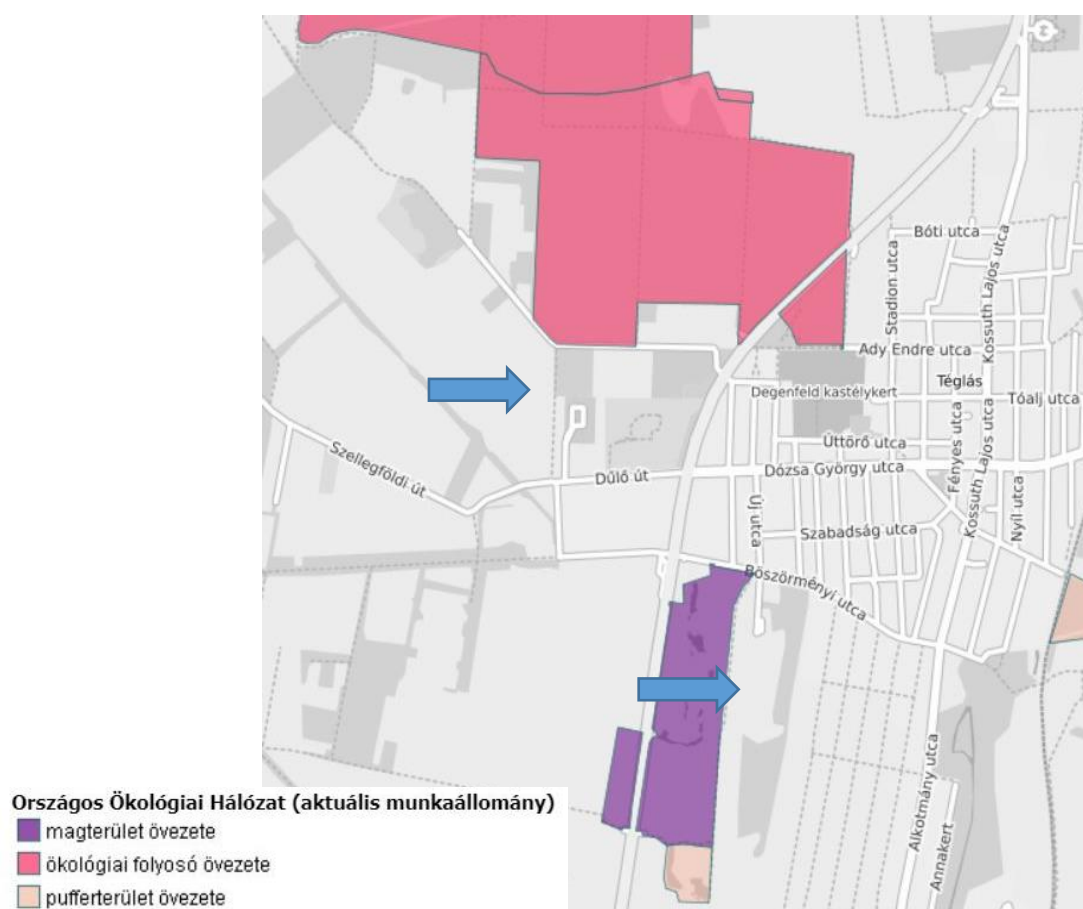 Bóti utca
Stadion utca
Kossuth Lajos utca
Ady Endre utca
Téglás
Degenfeld kastélykert
Tóalj utca
Úttörő utca
Fényes utca
Kossuth Lajos utca
Dűlő út
Dózsa György utca
Szellegföldi út
Új utca
Szabadság utca
Nyíl utca
Böszörményi utca
Alkotmány utca
Annakert
Országos Ökológiai Hálózat (aktuális munkaállomány)
magterület övezete
ökológiai folyosó övezete
pufferterület övezete